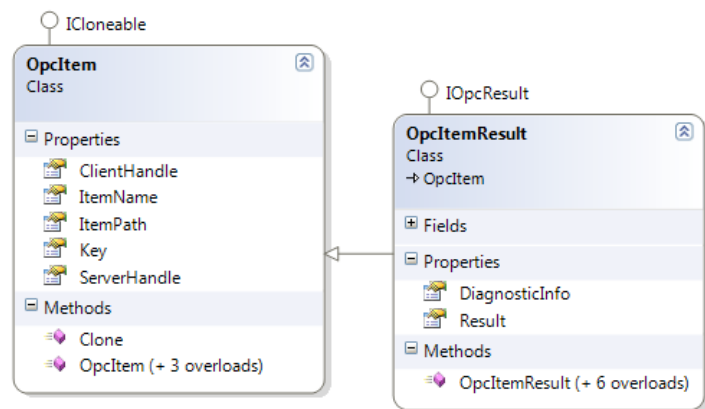 ICloneable
OpcItem
Class
Properties
ClientHandle
ItemName
ItemPath
Key
ServerHandle
Methods
Clone
OpcItem (+ 3 overloads)
IOpcResult
OpcItemResult
Class
OpcItem
Fields
Properties
DiagnosticInfo
Result
Methods
OpcItemResult (+ 6 overloads)